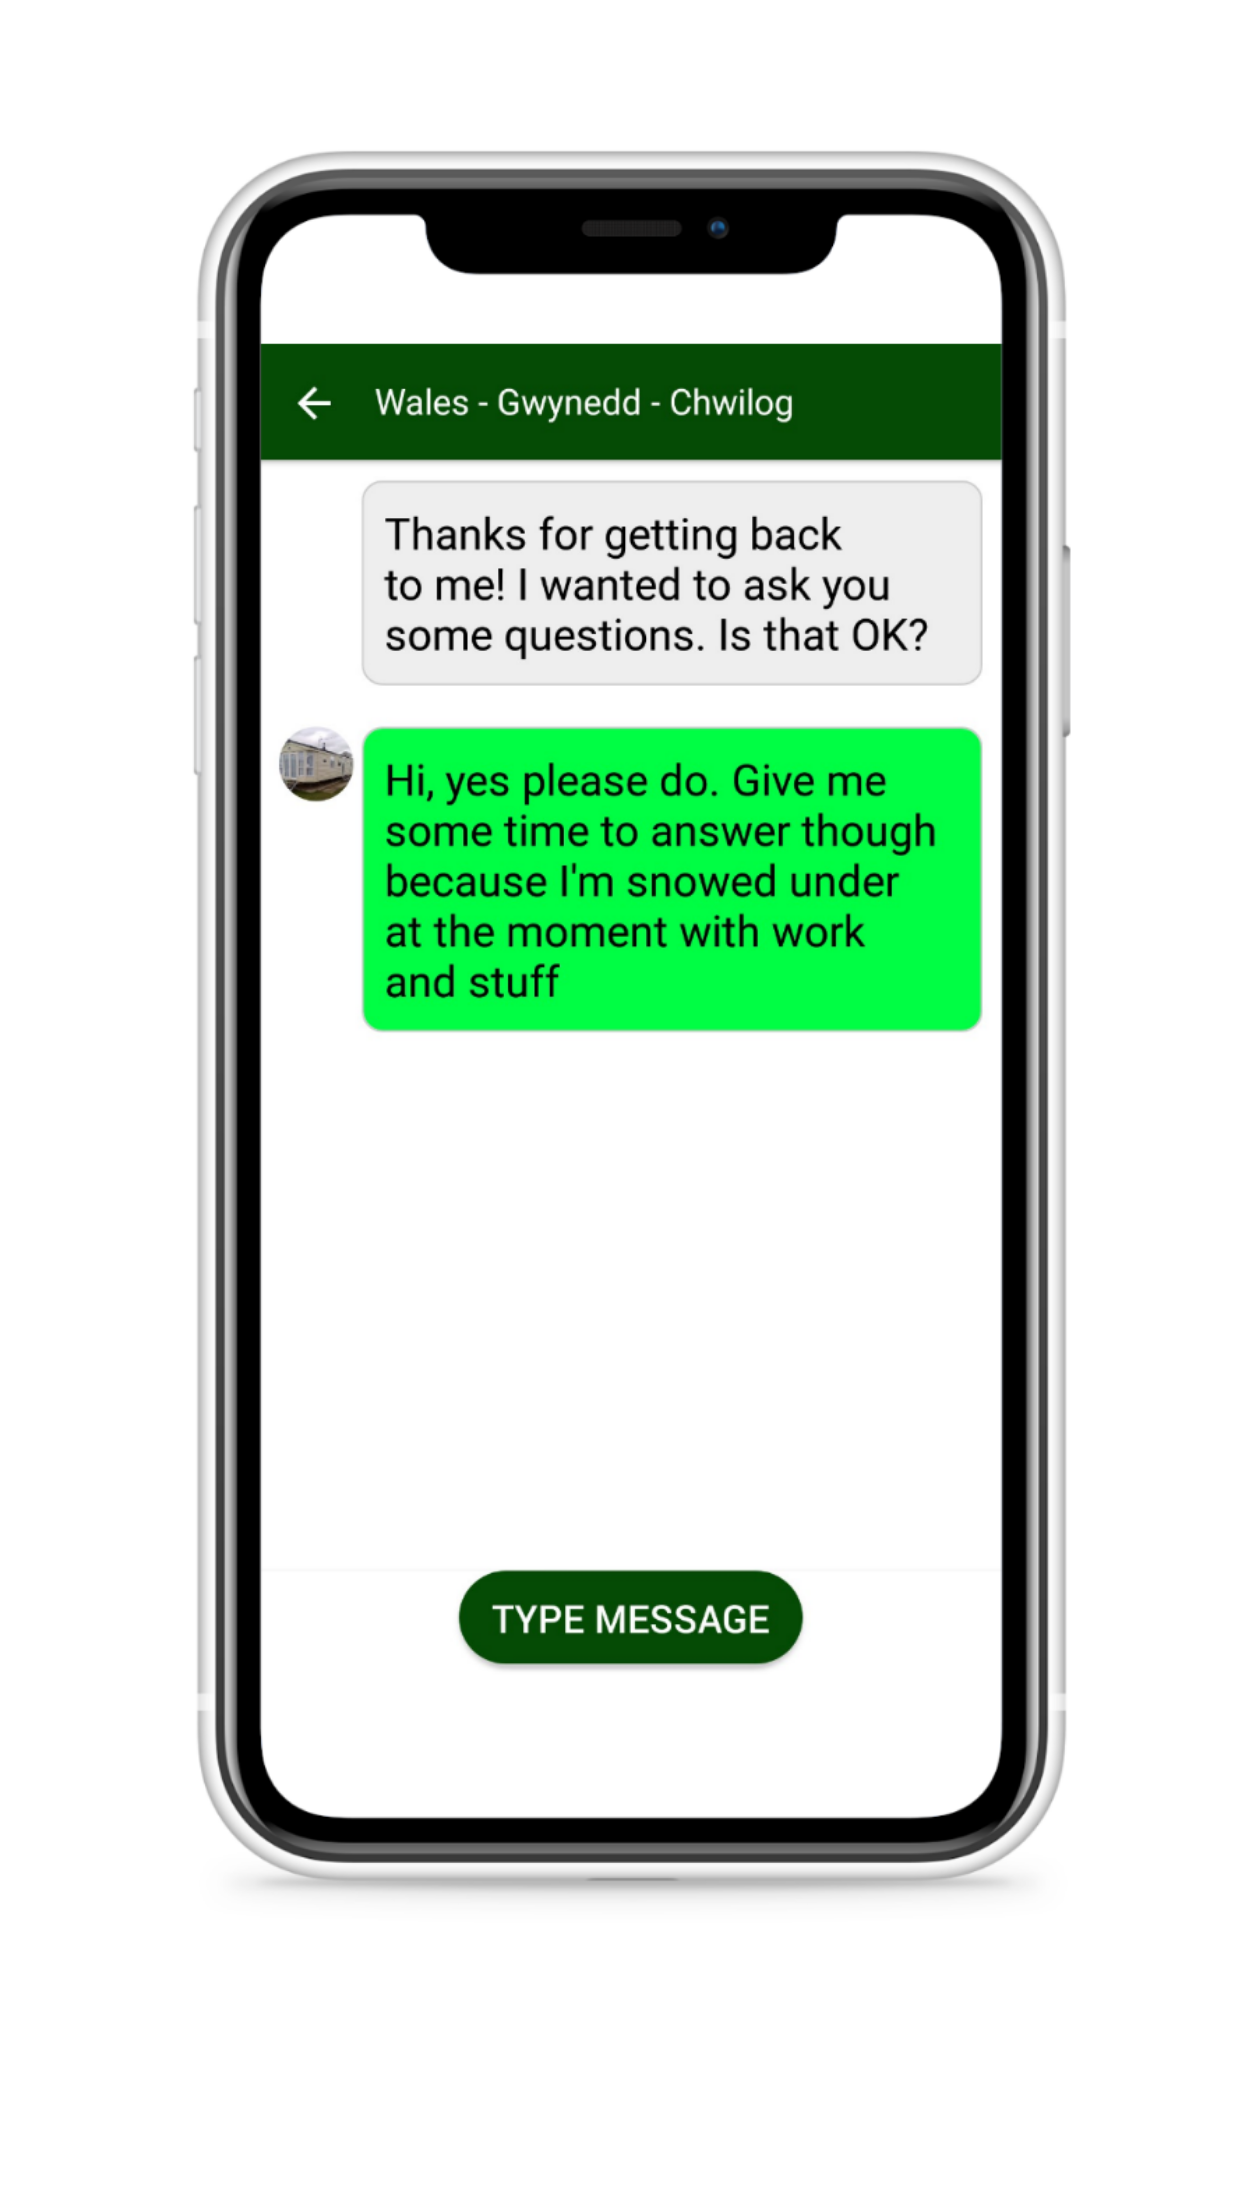 Wales - Gwynedd - Chwilog
Thanks for getting back
to me! I wanted to ask you
some questions. Is that OK?
Hi, yes please do. Give me
some time to answer though
because I'm snowed under
at the moment with work
and stuff
TYPE MESSAGE